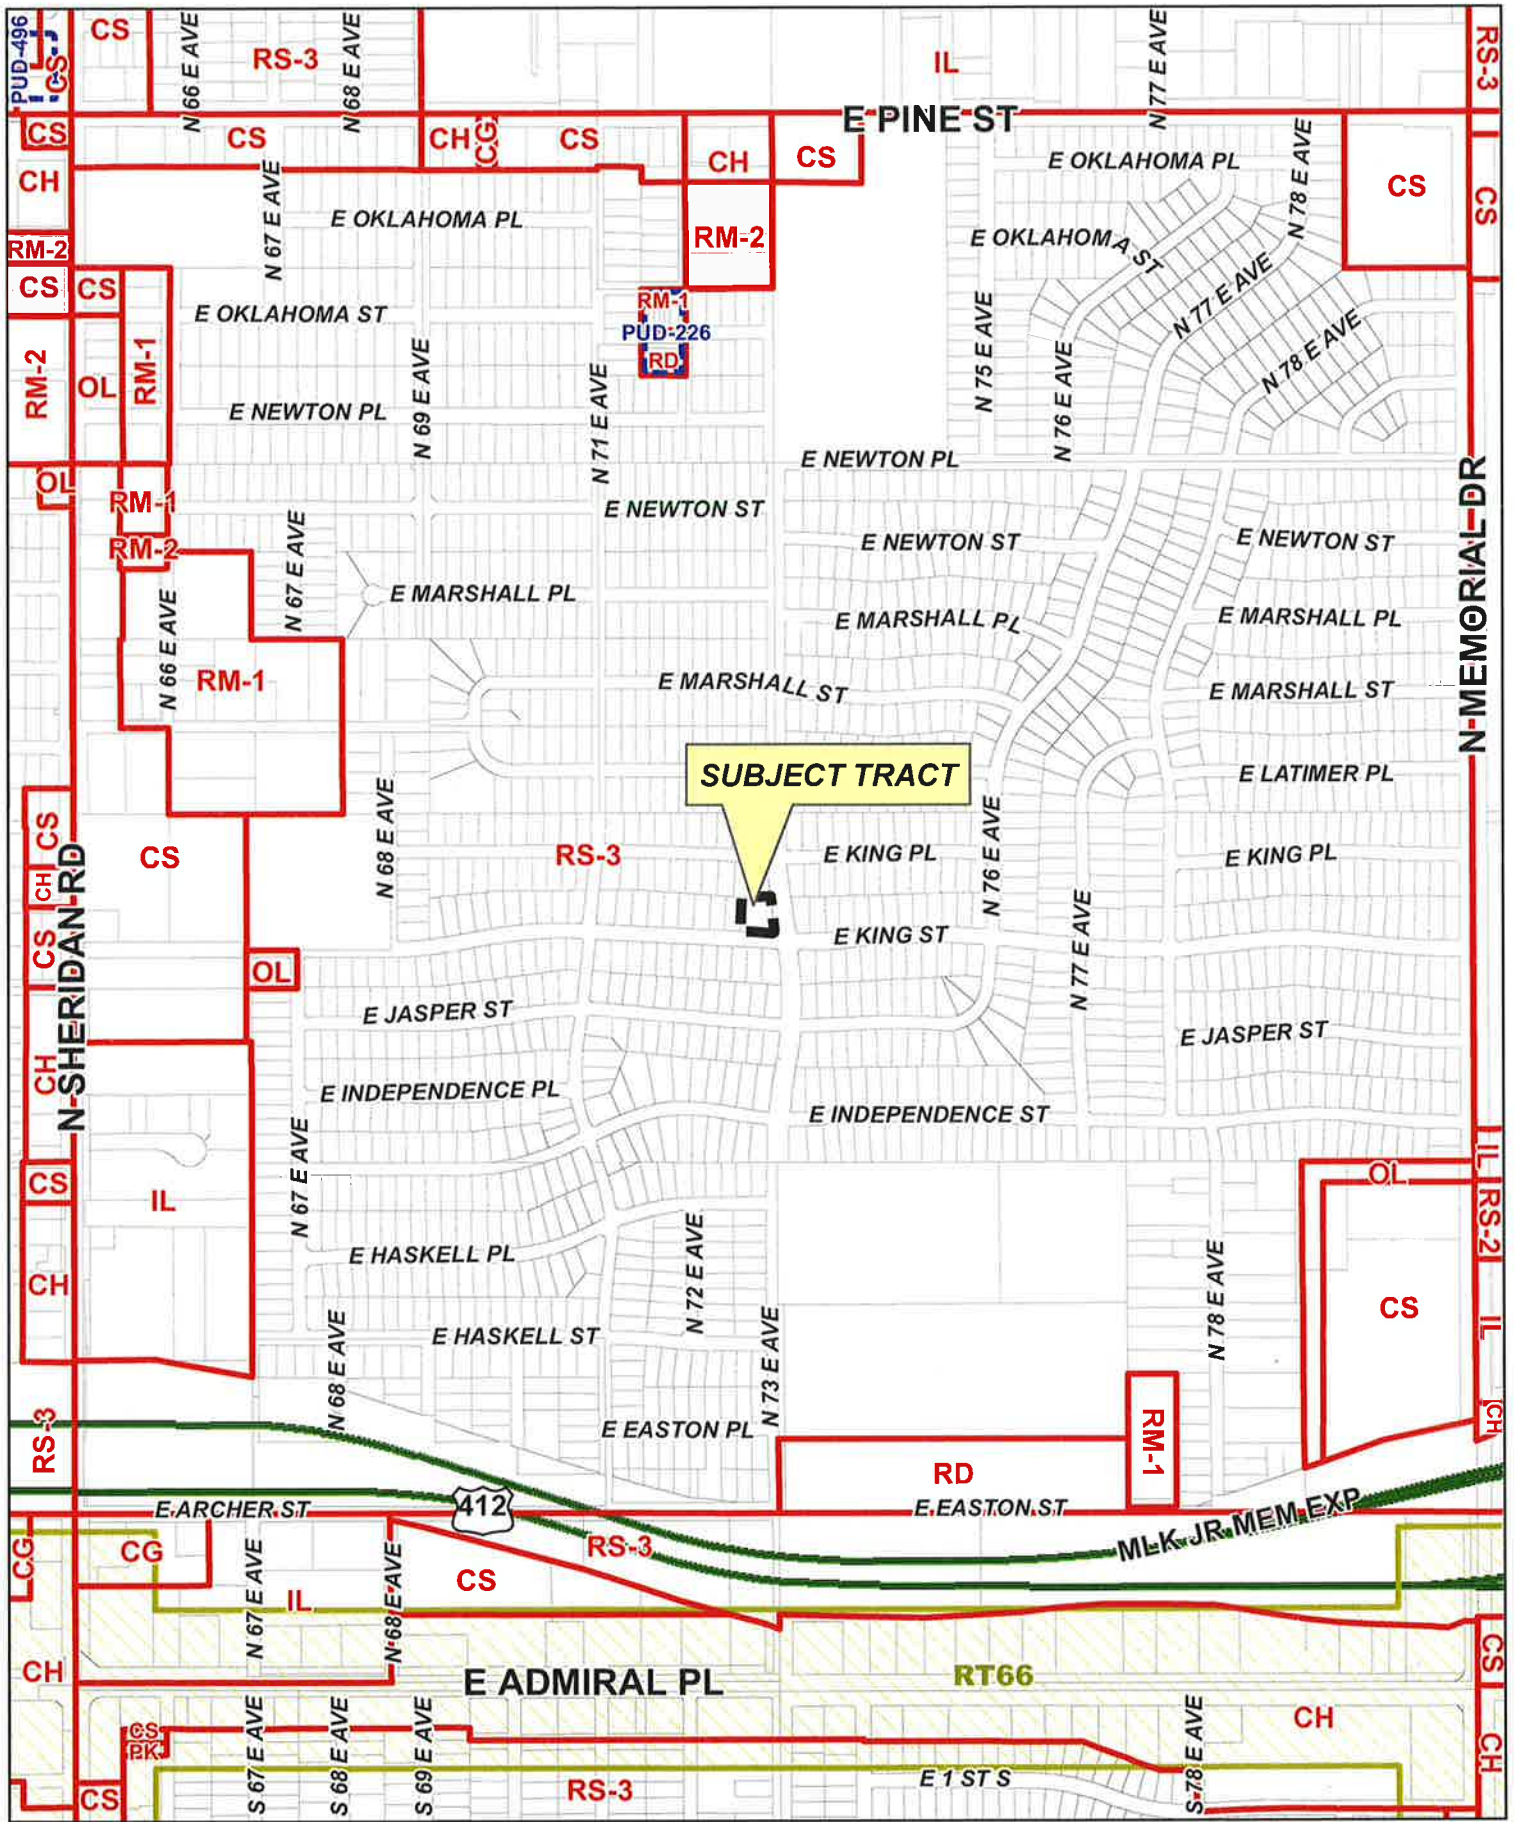 PUD-496
CS
CS
N 66 E AVE
RS-3
N 68 E AVE
IL
N 77 E AVE
RS-3
E PINE ST
CS
CS
CH
CG
CS
CH
CS
CH
RM-2
CS
CS
RM-2
OL
RM-1
N 67 E AVE
E OKLAHOMA PL
RM-2
E OKLAHOMA PL
E OKLAHOMA ST
N 78 E AVE
CS
CS
E OKLAHOMA ST
RM-1
PUD-226
RD
N 77 E AVE
N 78 E AVE
N 75 E AVE
N 76 E AVE
N 69 E AVE
N 71 E AVE
E NEWTON PL
E NEWTON PL
N MEMORIAL DR
OL
RM-1
RM-2
E NEWTON ST
E NEWTON ST
E NEWTON ST
N 67 E AVE
N 66 E AVE
E MARSHALL PL
E MARSHALL PL
E MARSHALL PL
RM-1
E MARSHALL ST
E MARSHALL ST
SUBJECT TRACT
E LATIMER PL
CS
CH
CS
N SHERIDAN RD
CS
N 68 E AVE
RS-3
E KING PL
N 76 E AVE
E KING PL
N 77 E AVE
E KING ST
OL
E JASPER ST
E JASPER ST
CH
E INDEPENDENCE PL
E INDEPENDENCE ST
IL
CS
IL
N 67 E AVE
OL
RS-2
CH
E HASKELL PL
N 72 E AVE
N 78 E AVE
CS
IL
E HASKELL ST
N 68 E AVE
N 73 E AVE
RS-3
E EASTON PL
RM-1
CH
RD
E ARCHER ST
412
E EASTON ST
MLK JR MEM EXP
RS-3
CG
CG
CS
IL
N 67 E AVE
N 68 E AVE
CH
E ADMIRAL PL
RT66
CS
CH
CH
CS
PK
CS
S 67 E AVE
S 68 E AVE
S 69 E AVE
RS-3
E 1 ST S
S 78 E AVE